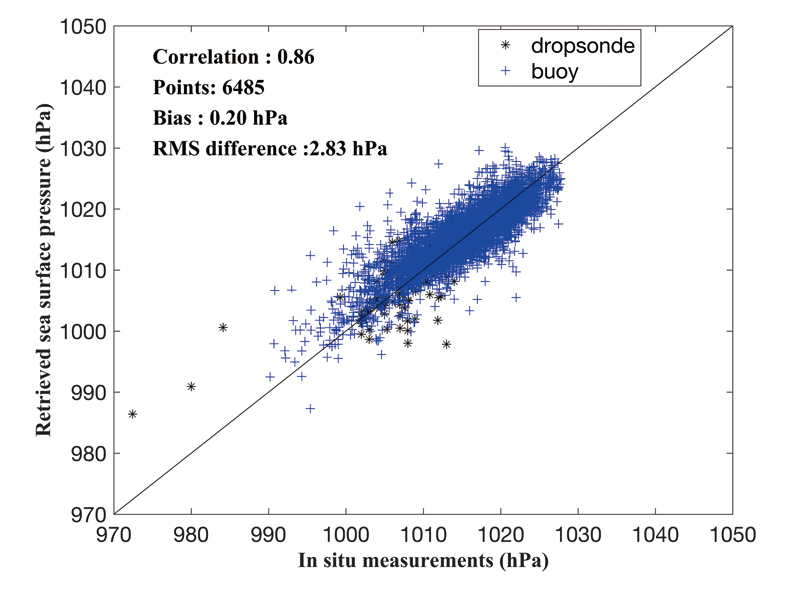 1050
1040
1030
1020
1010
1000
990
980
970
Retrieved sea surface pressure (hPa)
Correlation : 0.86
Points: 6485
Bias : 0.20 hPa
RMS difference :2.83 hPa
dropsonde
buoy
970 980 990 1000 1010 1020 1030 1040 1050
In situ measurements (hPa)